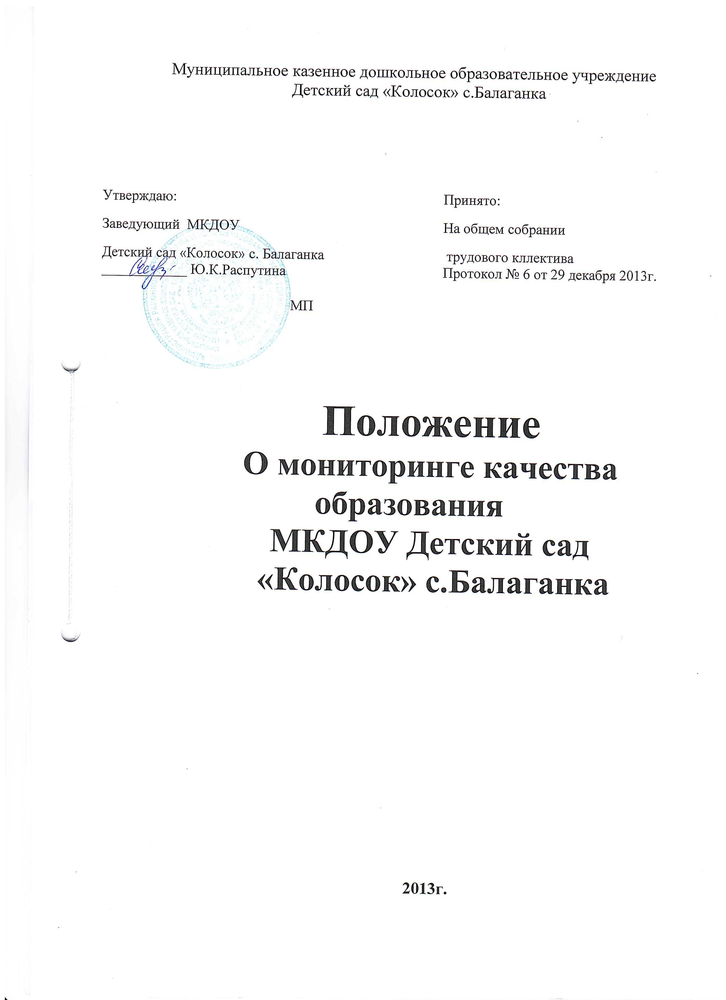 Муниципальное казенное дошкольное образовательное учреждение
Детский сад «Колосок» с.Балаганка
Утверждаю:
Заведующий МКДОУ
Детский сад «Колосок» с. Балаганка
____________ Ю.К.Распутина
МП
Принято:
На общем собрании
трудового кллектива
Протокол № 6 от 29 декабря 2013г.
Положение
О мониторинге качества
образования
МКДОУ Детский сад
«Колосок» с.Балаганка
2013г.